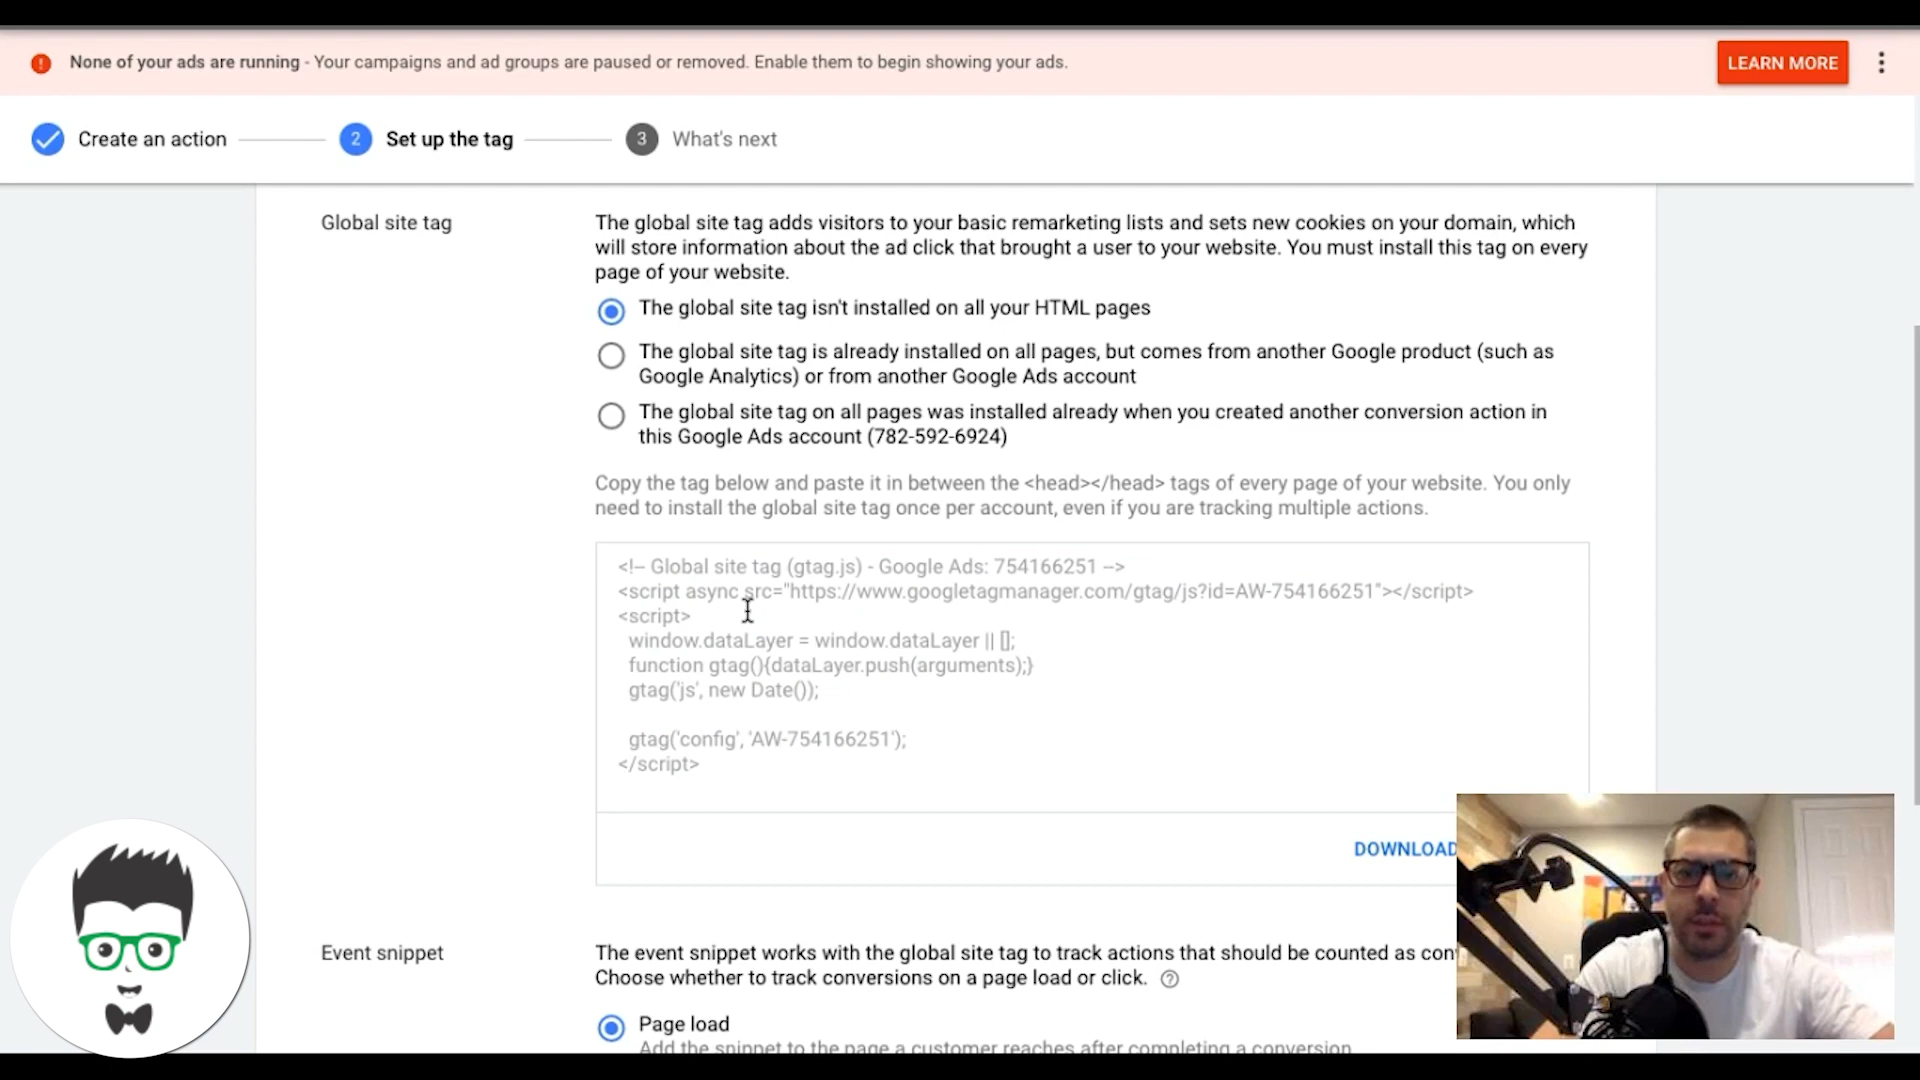 None of your ads are running - Your campaigns and ad groups are paused or removed. Enable them to begin showing your ads.
LEARN MORE
Create an action
2 Set up the tag
3 What's next
Global site tag
The global site tag adds visitors to your basic remarketing lists and sets new cookies on your domain, which
will store information about the ad click that brought a user to your website. You must install this tag on every
page of your website.
The global site tag isn't installed on all your HTML pages
The global site tag is already installed on all pages, but comes from another Google product (such as
Google Analytics) or from another Google Ads account
The global site tag on all pages was installed already when you created another conversion action in
this Google Ads account (782-592-6924)
Copy the tag below and paste it in between the <head></head> tags of every page of your website. You only
need to install the global site tag once per account, even if you are tracking multiple actions.
<!-- Global site tag (gtag.js) - Google Ads: 754166251 -->
<script async src="https://www.googletagmanager.com/gtag/js?id=AW-754166251"></script>
<script>
window.dataLayer = window.dataLayer || [];
function gtag(){dataLayer.push(arguments);}
gtag('js', new Date());
gtag('config', 'AW-754166251');
</script>
DOWNLOAD
Event snippet
The event snippet works with the global site tag to track actions that should be counted as con
Choose whether to track conversions on a page load or click.
Page load
Add the snippet to the page a customer reaches after completing a conversion